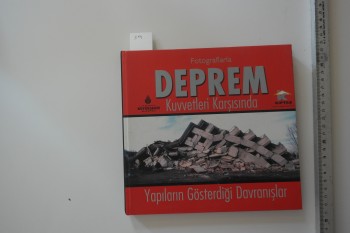 Fotoğraflarla
DEPREM
Kuvvetleri Karşısında
Yapıların Gösterdiği Davranışlar